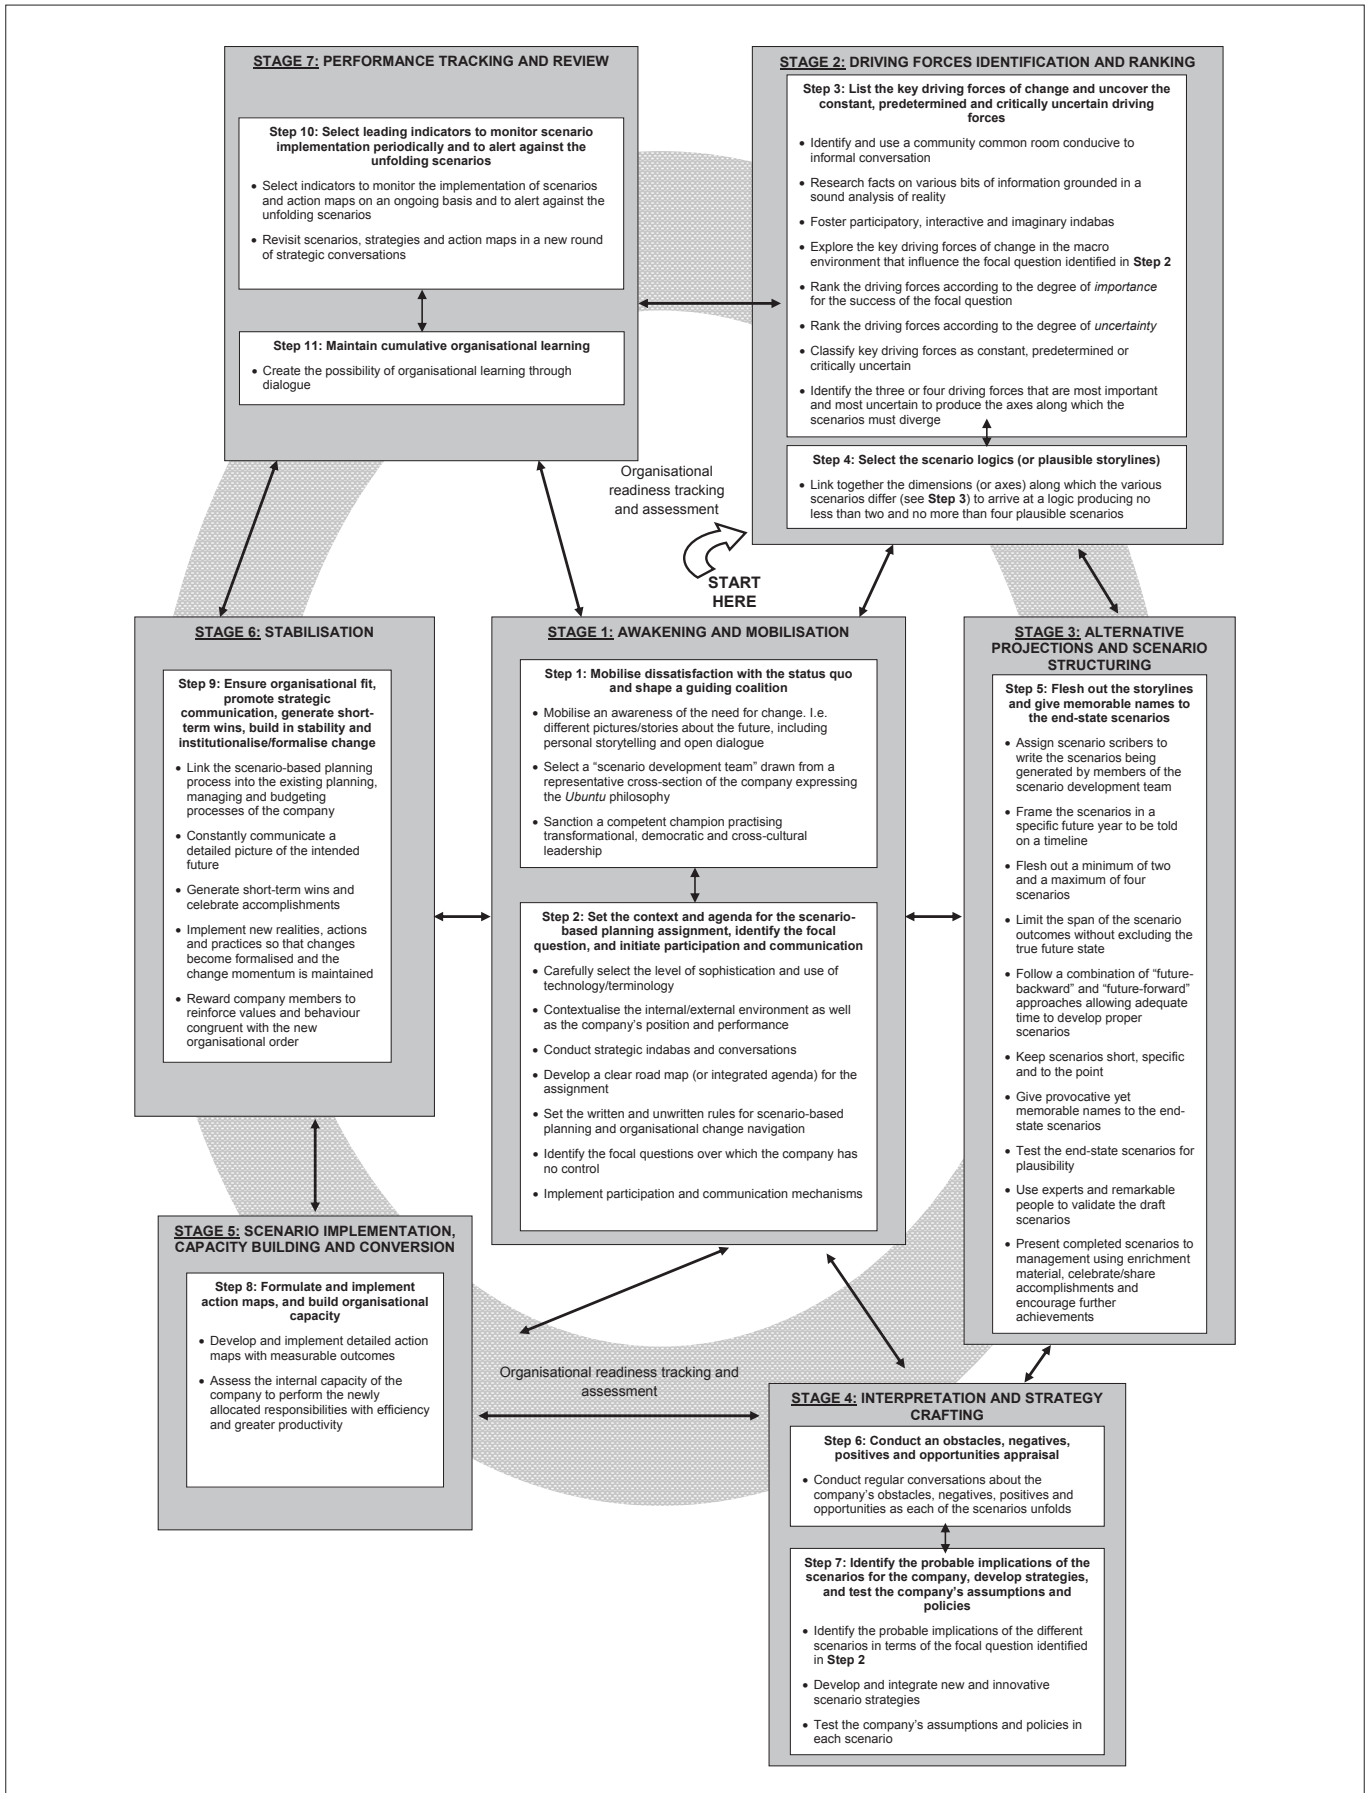 STAGE 7: PERFORMANCE TRACKING AND REVIEW
Step 10: Select leading indicators to monitor scenario
implementation periodically and to alert against the
unfolding scenarios
• Select indicators to monitor the implementation of scenarios
and action maps on an ongoing basis and to alert against the
unfolding scenarios
• Revisit scenarios, strategies and action maps in a new round
of strategic conversations
Step 11: Maintain cumulative organisational learning
• Create the possibility of organisational learning through
dialogue
STAGE 2: DRIVING FORCES IDENTIFICATION AND RANKING
Step 3: List the key driving forces of change and uncover the
constant, predetermined and critically uncertain driving
forces
• Identify and use a community common room conducive to
informal conversation
• Research facts on various bits of information grounded in a
sound analysis of reality
• Foster participatory, interactive and imaginary indabas
• Explore the key driving forces of change in the macro
environment that influence the focal question identified in Step 2
• Rank the driving forces according to the degree of importance
for the success of the focal question
• Rank the driving forces according to the degree of uncertainty
• Classify key driving forces as constant, predetermined or
critically uncertain
• Identify the three or four driving forces that are most important
and most uncertain to produce the axes along which the
scenarios must diverge
Step 4: Select the scenario logics (or plausible storylines)
• Link together the dimensions (or axes) along which the various
scenarios differ (see Step 3) to arrive at a logic producing no
less than two and no more than four plausible scenarios
Organisational
readiness tracking
and assessment
START
HERE
STAGE 6: STABILISATION
Step 9: Ensure organisational fit,
promote strategic
communication, generate short-
term wins, build in stability and
institutionalise/formalise change
• Link the scenario-based planning
process into the existing planning,
managing and budgeting
processes of the company
• Constantly communicate a
detailed picture of the intended
future
• Generate short-term wins and
celebrate accomplishments
• Implement new realities, actions
and practices so that changes
become formalised and the
change momentum is maintained
• Reward company members to
reinforce values and behaviour
congruent with the new
organisational order
STAGE 1: AWAKENING AND MOBILISATION
Step 1: Mobilise dissatisfaction with the status quo
and shape a guiding coalition
• Mobilise an awareness of the need for change. I.e.
different pictures/stories about the future, including
personal storytelling and open dialogue
• Select a “scenario development team” drawn from a
representative cross-section of the company expressing
the Ubuntu philosophy
• Sanction a competent champion practising
transformational, democratic and cross-cultural
leadership
Step 2: Set the context and agenda for the scenario-
based planning assignment, identify the focal
question, and initiate participation and communication
• Carefully select the level of sophistication and use of
technology/terminology
• Contextualise the internal/external environment as well
as the company’s position and performance
• Conduct strategic indabas and conversations
• Develop a clear road map (or integrated agenda) for the
assignment
• Set the written and unwritten rules for scenario-based
planning and organisational change navigation
• Identify the focal questions over which the company has
no control
• Implement participation and communication mechanisms
STAGE 3: ALTERNATIVE
PROJECTIONS AND SCENARIO
STRUCTURING
Step 5: Flesh out the storylines
and give memorable names to
the end-state scenarios
• Assign scenario scribers to
write the scenarios being
generated by members of the
scenario development team
• Frame the scenarios in a
specific future year to be told
on a timeline
• Flesh out a minimum of two
and a maximum of four
scenarios
• Limit the span of the scenario
outcomes without excluding the
true future state
• Follow a combination of “future-
backward” and “future-forward”
approaches allowing adequate
time to develop proper
scenarios
• Keep scenarios short, specific
and to the point
• Give provocative yet
memorable names to the end-
state scenarios
• Test the end-state scenarios for
plausibility
• Use experts and remarkable
people to validate the draft
scenarios
• Present completed scenarios to
management using enrichment
material, celebrate/share
accomplishments and
encourage further
achievements
STAGE 5: SCENARIO IMPLEMENTATION,
CAPACITY BUILDING AND CONVERSION
Step 8: Formulate and implement
action maps, and build organisational
capacity
• Develop and implement detailed action
maps with measurable outcomes
• Assess the internal capacity of the
company to perform the newly
allocated responsibilities with efficiency
and greater productivity
Organisational readiness tracking and
assessment
STAGE 4: INTERPRETATION AND STRATEGY
CRAFTING
Step 6: Conduct an obstacles, negatives,
positives and opportunities appraisal
• Conduct regular conversations about the
company’s obstacles, negatives, positives and
opportunities as each of the scenarios unfolds
Step 7: Identify the probable implications of the
scenarios for the company, develop strategies,
and test the company’s assumptions and
policies
• Identify the probable implications of the different
scenarios in terms of the focal question identified
in Step 2
• Develop and integrate new and innovative
scenario strategies
• Test the company’s assumptions and policies in
each scenario